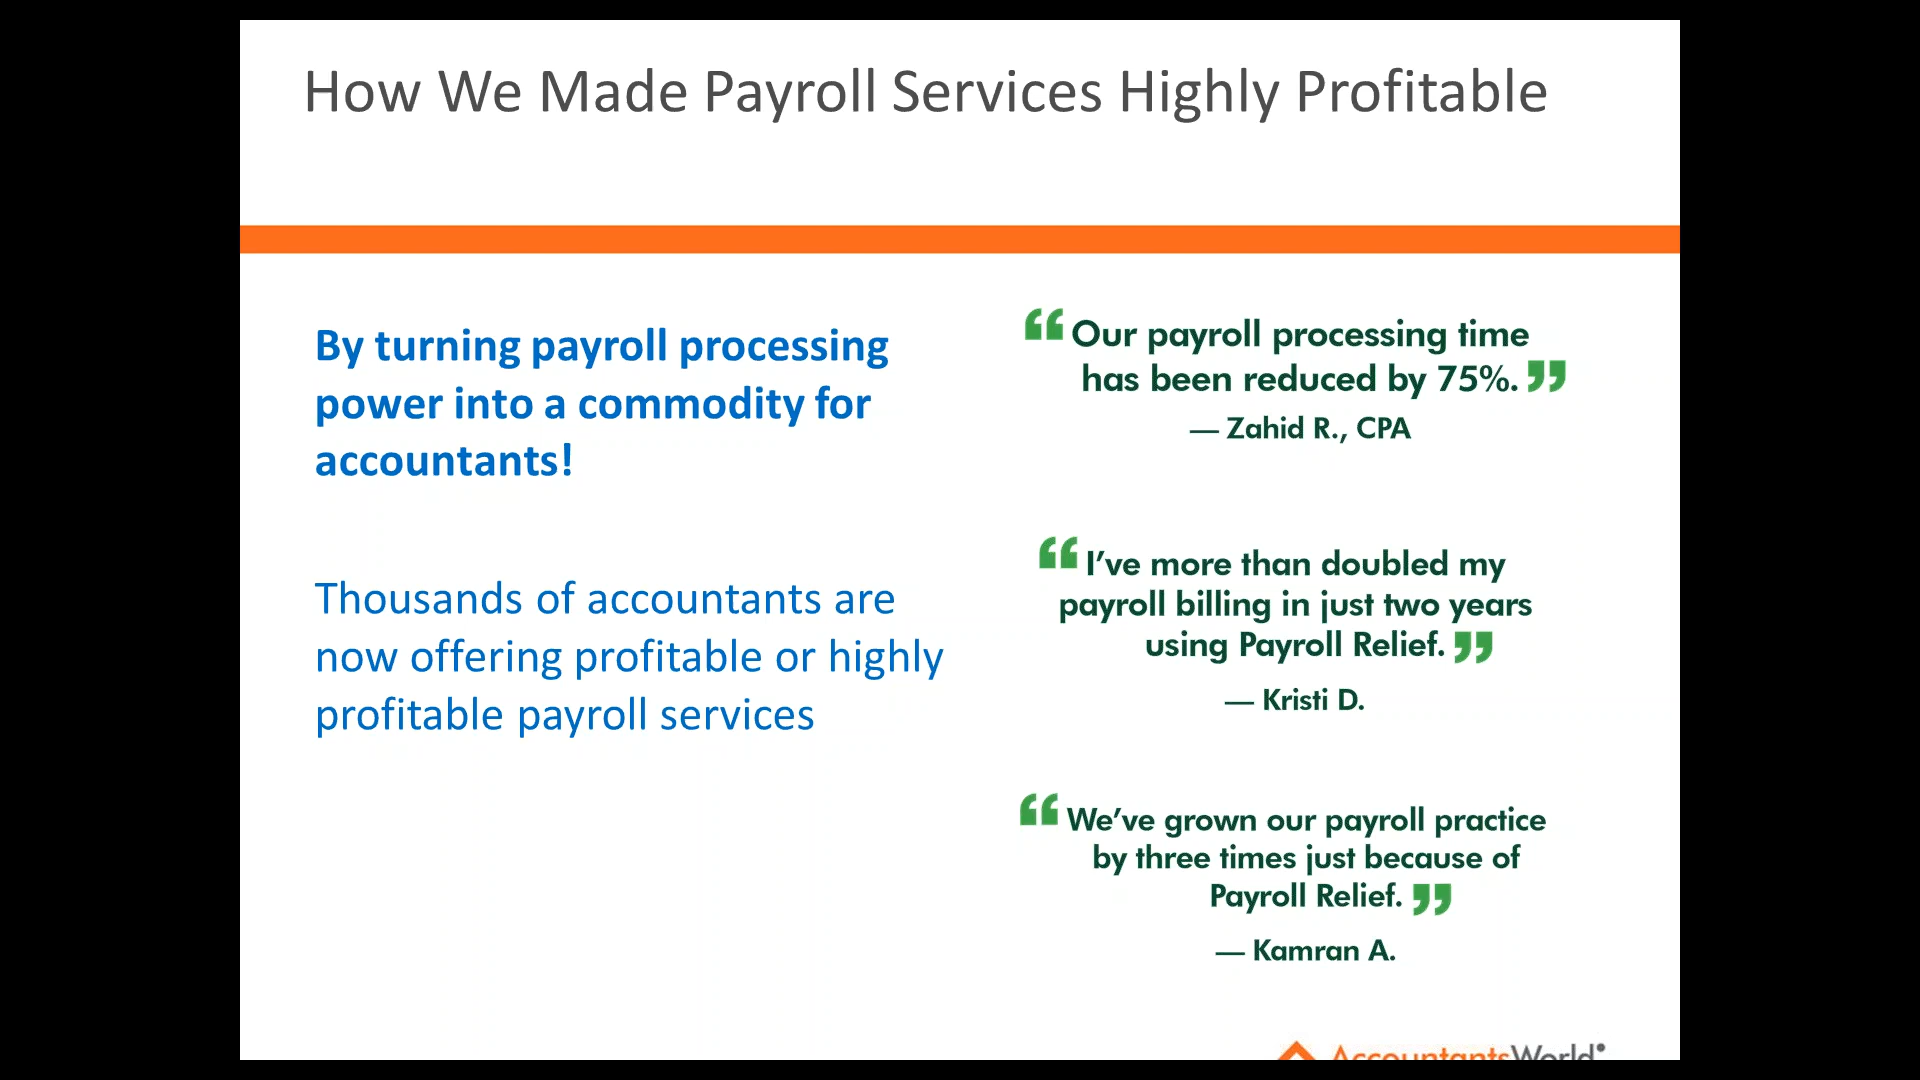 How We Made Payroll Services Highly Profitable
By turning payroll processing
power into a commodity for
accountants!
Thousands of accountants are
now offering profitable or highly
profitable payroll services
“Our payroll processing time
has been reduced by 75%.”
— Zahid R., CPA
“I’ve more than doubled my
payroll billing in just two years
using Payroll Relief.”
— Kristi D.
“We’ve grown our payroll practice
by three times just because of
Payroll Relief.”
— Kamran A.
AccountantsWorld